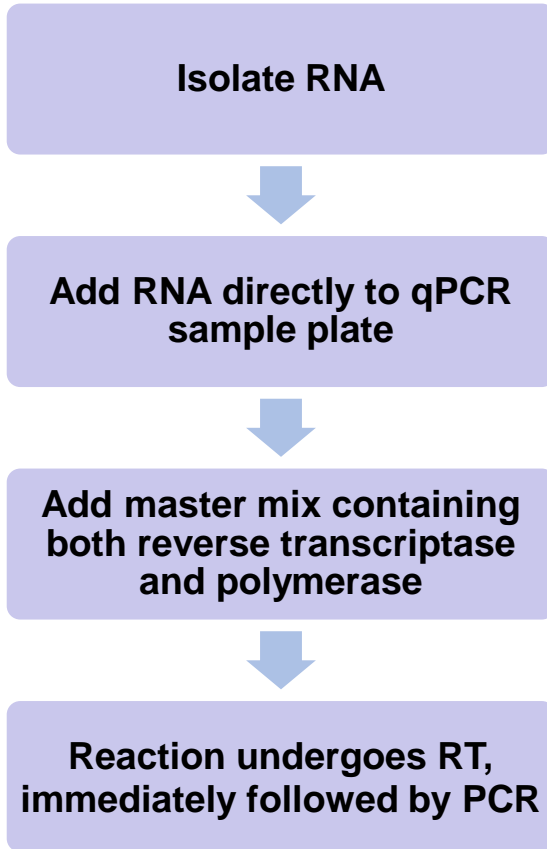 Isolate RNA
Add RNA directly to qPCR
sample plate
Add master mix containing
both reverse transcriptase
and polymerase
Reaction undergoes RT,
immediately followed by PCR